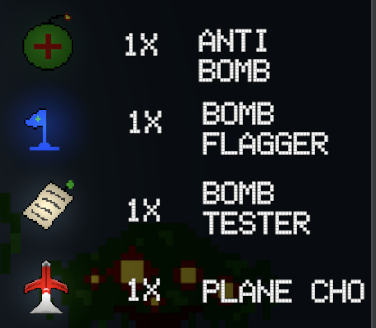 1X ANTI
BOMB
1X BOMB
FLAGGER
1X BOMB
TESTER
1X PLANE CHO